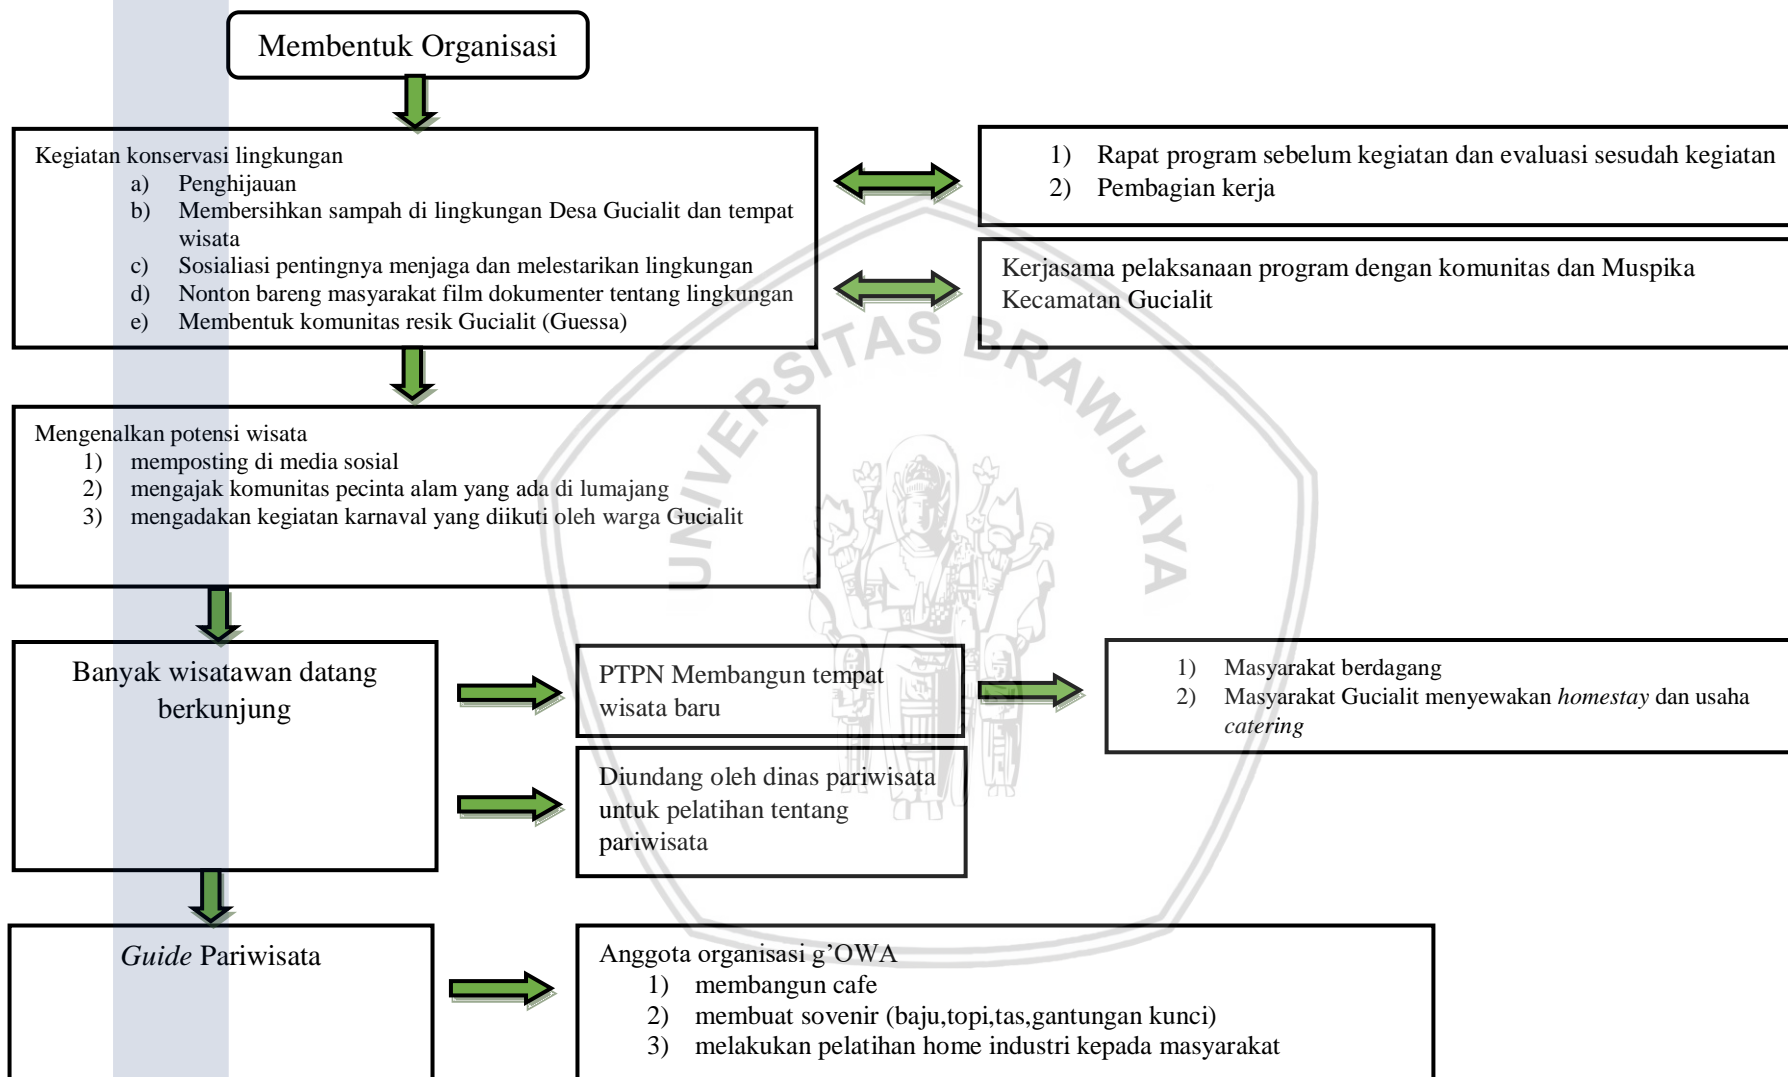 Membentuk Organisasi
Kegiatan konservasi lingkungan
a) Penghijauan
b) Membersihkan sampah di lingkungan Desa Gucialit dan tempat
wisata
c) Sosialiasi pentingnya menjaga dan melestarikan lingkungan
d) Nonton bareng masyarakat film dokumenter tentang lingkungan
e) Membentuk komunitas resik Gucialit (Guessa)
1) Rapat program sebelum kegiatan dan evaluasi sesudah kegiatan
2) Pembagian kerja
Kerjasama pelaksanaan program dengan komunitas dan Muspika
Kecamatan Gucialit
Mengenalkan potensi wisata
1) memposting di media sosial
2) mengajak komunitas pecinta alam yang ada di lumajang
3) mengadakan kegiatan karnaval yang diikuti oleh warga Gucialit
Banyak wisatawan datang
berkunjung
PTPN Membangun tempat
wisata baru
1) Masyarakat berdagang
2) Masyarakat Gucialit menyewakan homestay dan usaha
catering
Diundang oleh dinas pariwisata
untuk pelatihan tentang
pariwisata
Guide Pariwisata
Anggota organisasi g’OWA
1) membangun cafe
2) membuat sovenir (baju,topi,tas,gantungan kunci)
3) melakukan pelatihan home industri kepada masyarakat
UNIVERSITAS BRAWIJAYA